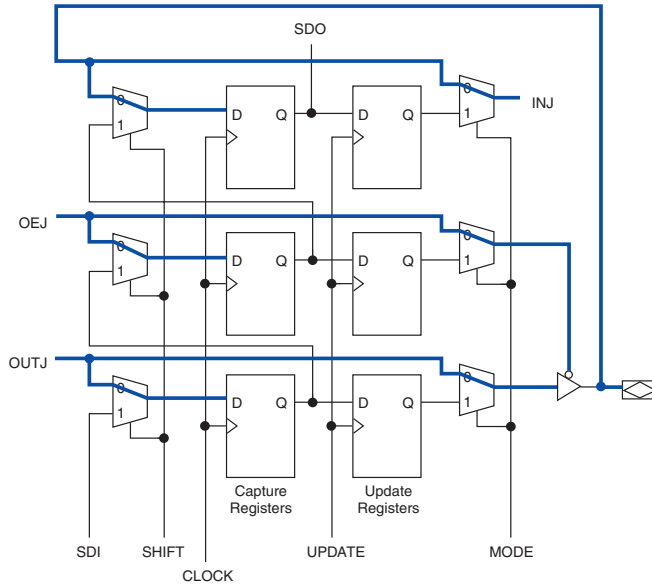 SDO
0
1
D Q
D Q
0
1
INJ
OEJ
0
1
D Q
D Q
0
1
OUTJ
0
1
D Q
D Q
0
1
Capture
Registers
Update
Registers
SDI
SHIFT
CLOCK
UPDATE
MODE